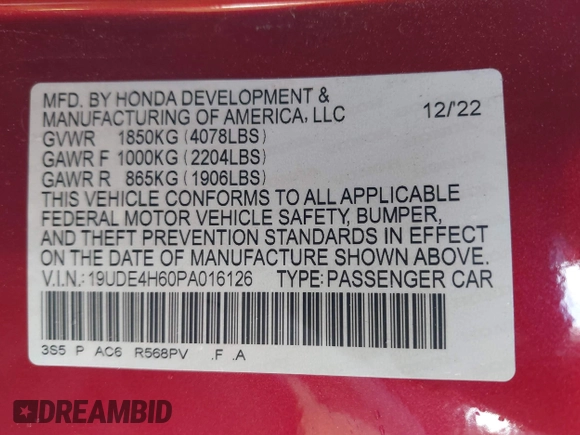 MFD. BY HONDA DEVELOPMENT &
MANUFACTURING OF AMERICA, LLC 12/'22
GVWR 1850KG (4078LBS)
GAWR F 1000KG (2204LBS)
GAWR R 865KG (1906LBS)
THIS VEHICLE CONFORMS TO ALL APPLICABLE
FEDERAL MOTOR VEHICLE SAFETY, BUMPER,
AND THEFT PREVENTION STANDARDS IN EFFECT
ON THE DATE OF MANUFACTURE SHOWN ABOVE.
V.I.N.:19UDE4H60PA016126 TYPE:PASSENGER CAR
3S5 P AC6 R568PV .F .A
DREAMBID